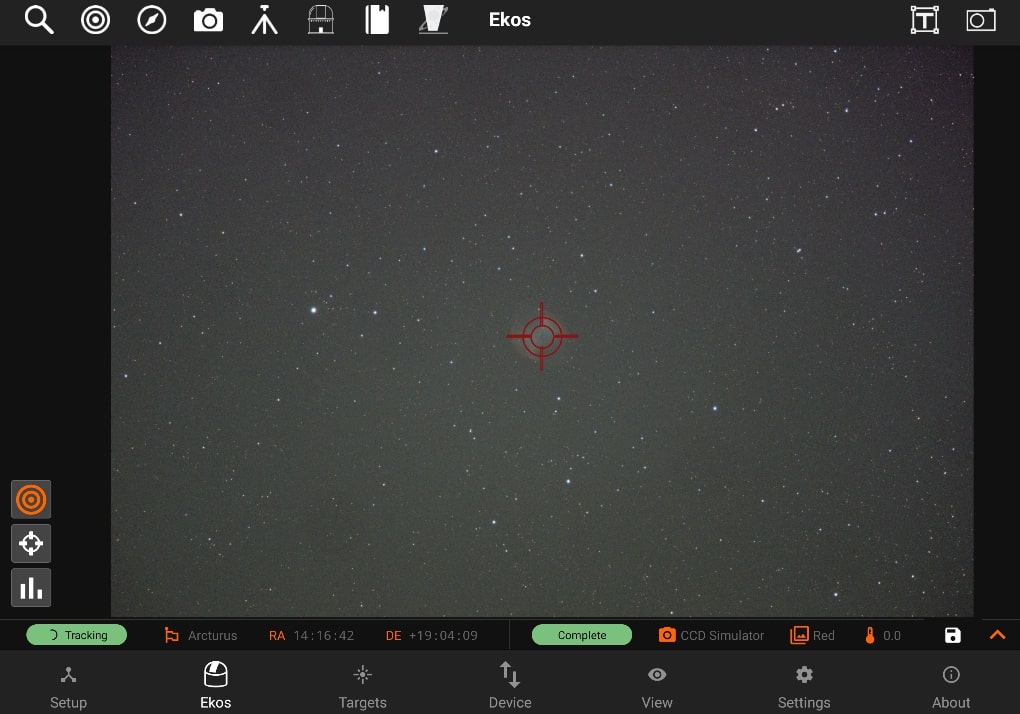 Ekos
T
Tracking Arcturus RA 14:16:42 DE +19:04:09 Complete CCD Simulator Red 0.0
Setup Ekos Targets Device View Settings About